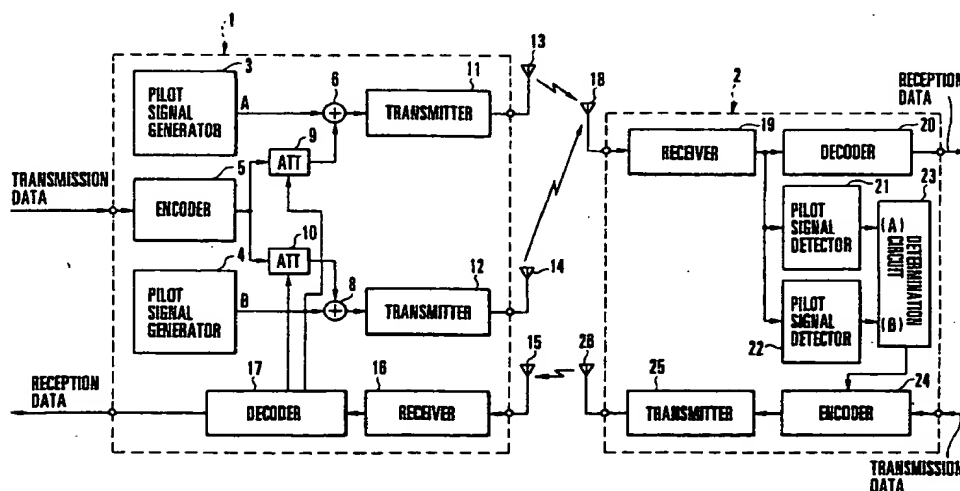 1
3
PILOT
SIGNAL
GENERATOR
A
6
11
TRANSMITTER
13
9
ATT
TRANSMISSION
DATA
5
ENCODER
10
ATT
4
PILOT
SIGNAL
GENERATOR
B
8
12
TRANSMITTER
14
RECEPTION
DATA
17
DECODER
16
RECEIVER
15
2
18
19
RECEIVER
20
DECODER
RECEPTION
DATA
21
PILOT
SIGNAL
DETECTOR
23
(A)
DETERMINATION
CIRCUIT
(B)
PILOT
SIGNAL
DETECTOR
22
26
25
TRANSMITTER
24
ENCODER
TRANSMISSION
DATA